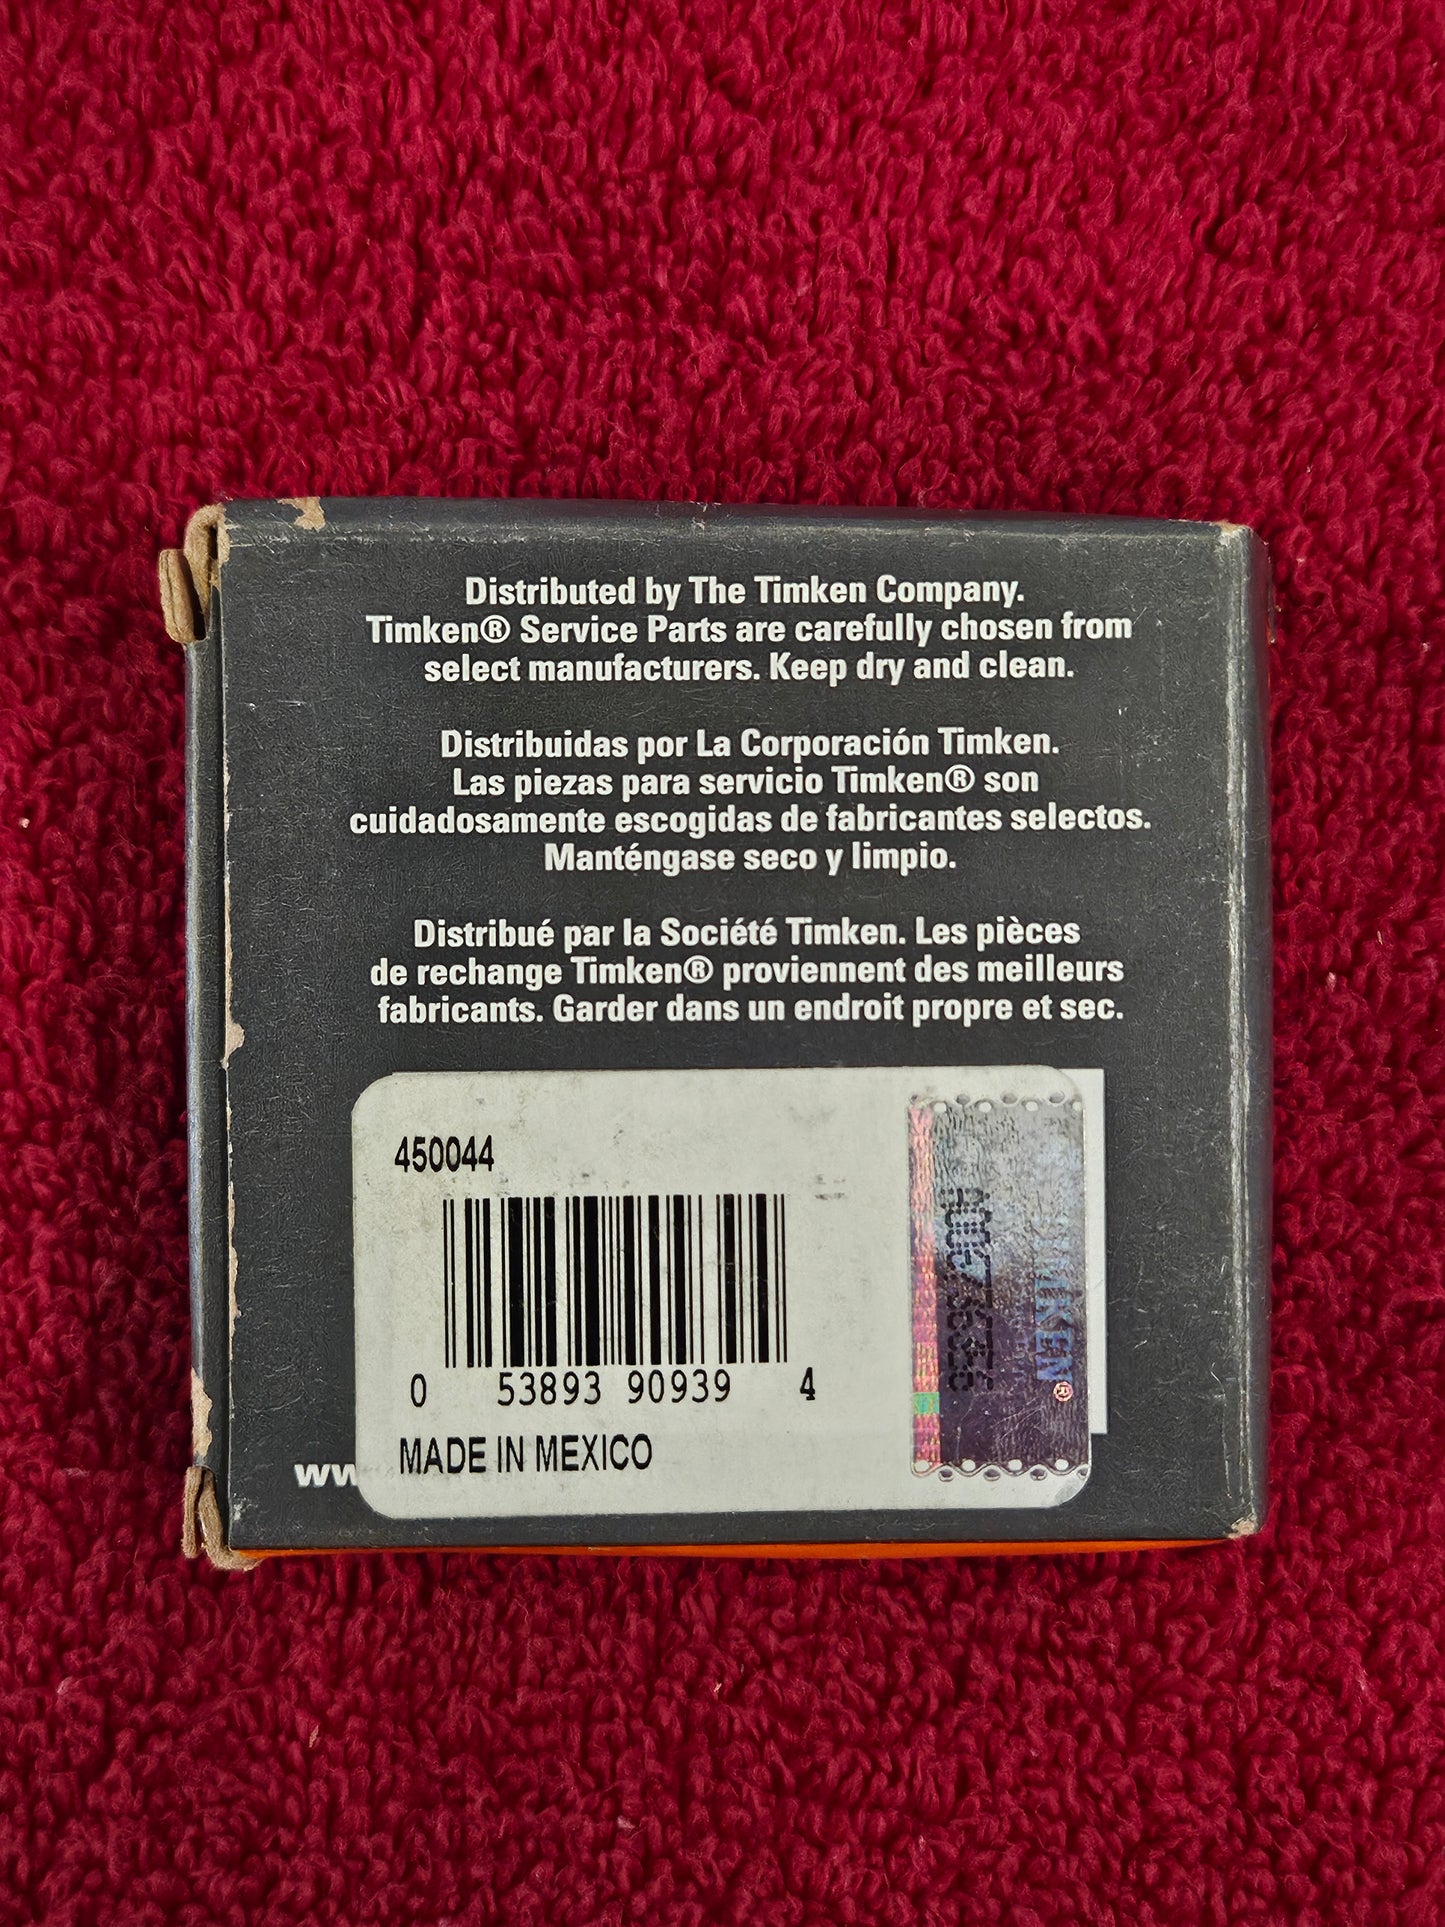 Distributed by The Timken Company.
Timken® Service Parts are carefully chosen from
select manufacturers. Keep dry and clean.
Distribuidas por La Corporación Timken.
Las piezas para servicio Timken® son
cuidadosamente escogidas de fabricantes selectos.
Manténgase seco y limpio.
Distribué par la Société Timken. Les pièces
de rechange Timken® proviennent des meilleurs
fabricants. Garder dans un endroit propre et sec.
450044
0 53893 90939 4
MADE IN MEXICO